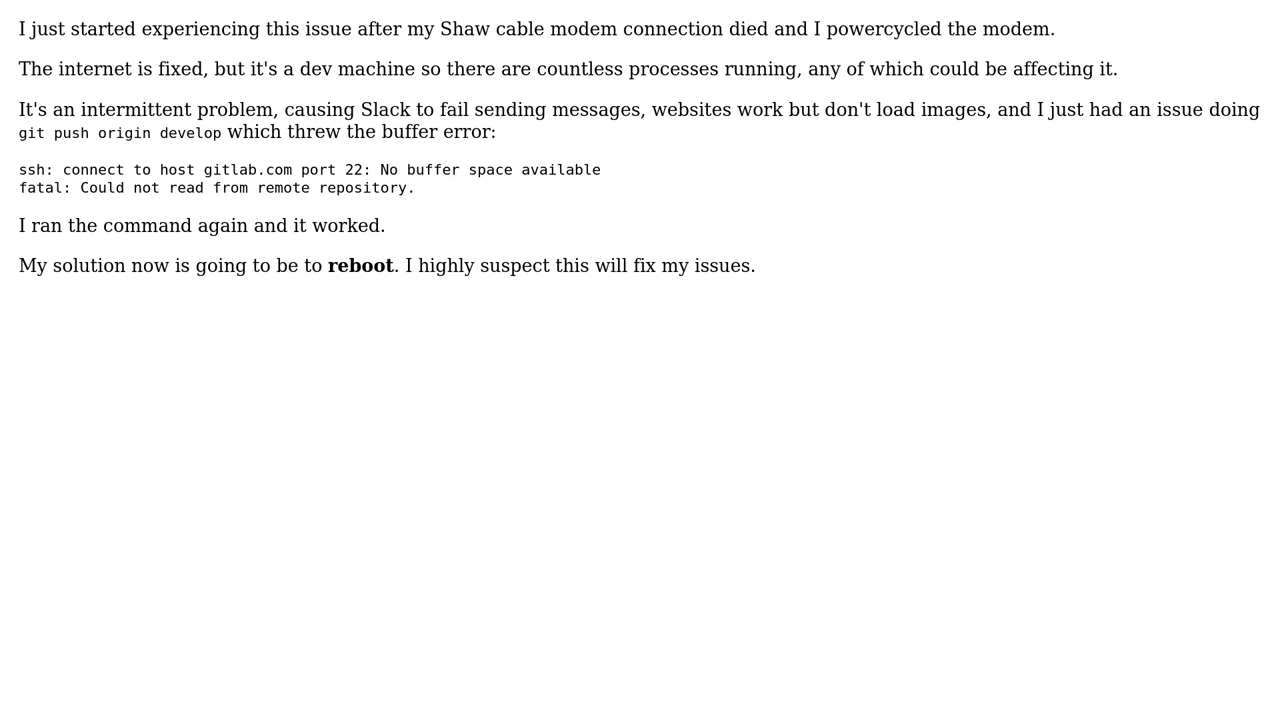 I just started experiencing this issue after my Shaw cable modem connection died and I powercycled the modem.
The internet is fixed, but it's a dev machine so there are countless processes running, any of which could be affecting it.
It's an intermittent problem, causing Slack to fail sending messages, websites work but don't load images, and I just had an issue doing
git push origin develop which threw the buffer error:
ssh: connect to host gitlab.com port 22: No buffer space available
fatal: Could not read from remote repository.
I ran the command again and it worked.
My solution now is going to be to reboot. I highly suspect this will fix my issues.